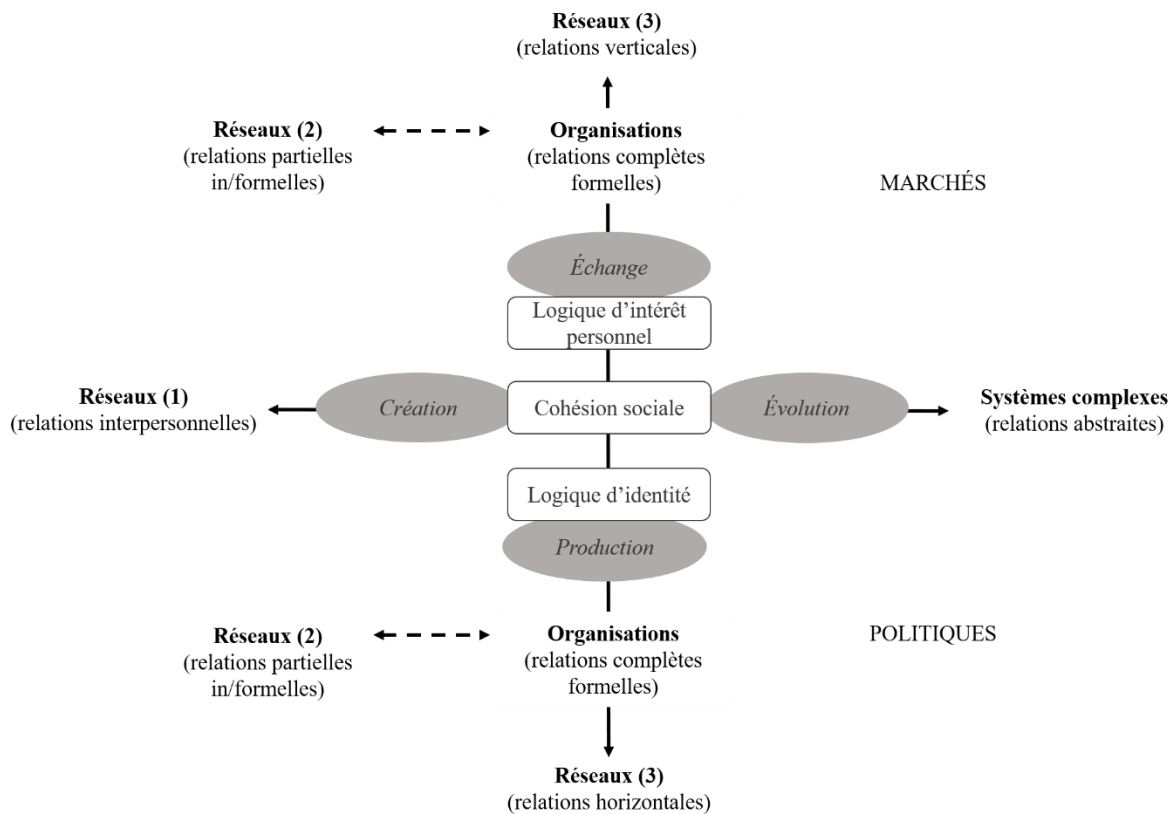 Réseaux (3)
(relations verticales)
Réseaux (2)
(relations partielles
in/formelles)
Organisations
(relations complètes
formelles)
MARCHÉS
Échange
Logique d’intérêt
personnel
Réseaux (1)
(relations interpersonnelles)
Création
Cohésion sociale
Évolution
Systèmes complexes
(relations abstraites)
Logique d’identité
Production
Réseaux (2)
(relations partielles
in/formelles)
Organisations
(relations complètes
formelles)
POLITIQUES
Réseaux (3)
(relations horizontales)